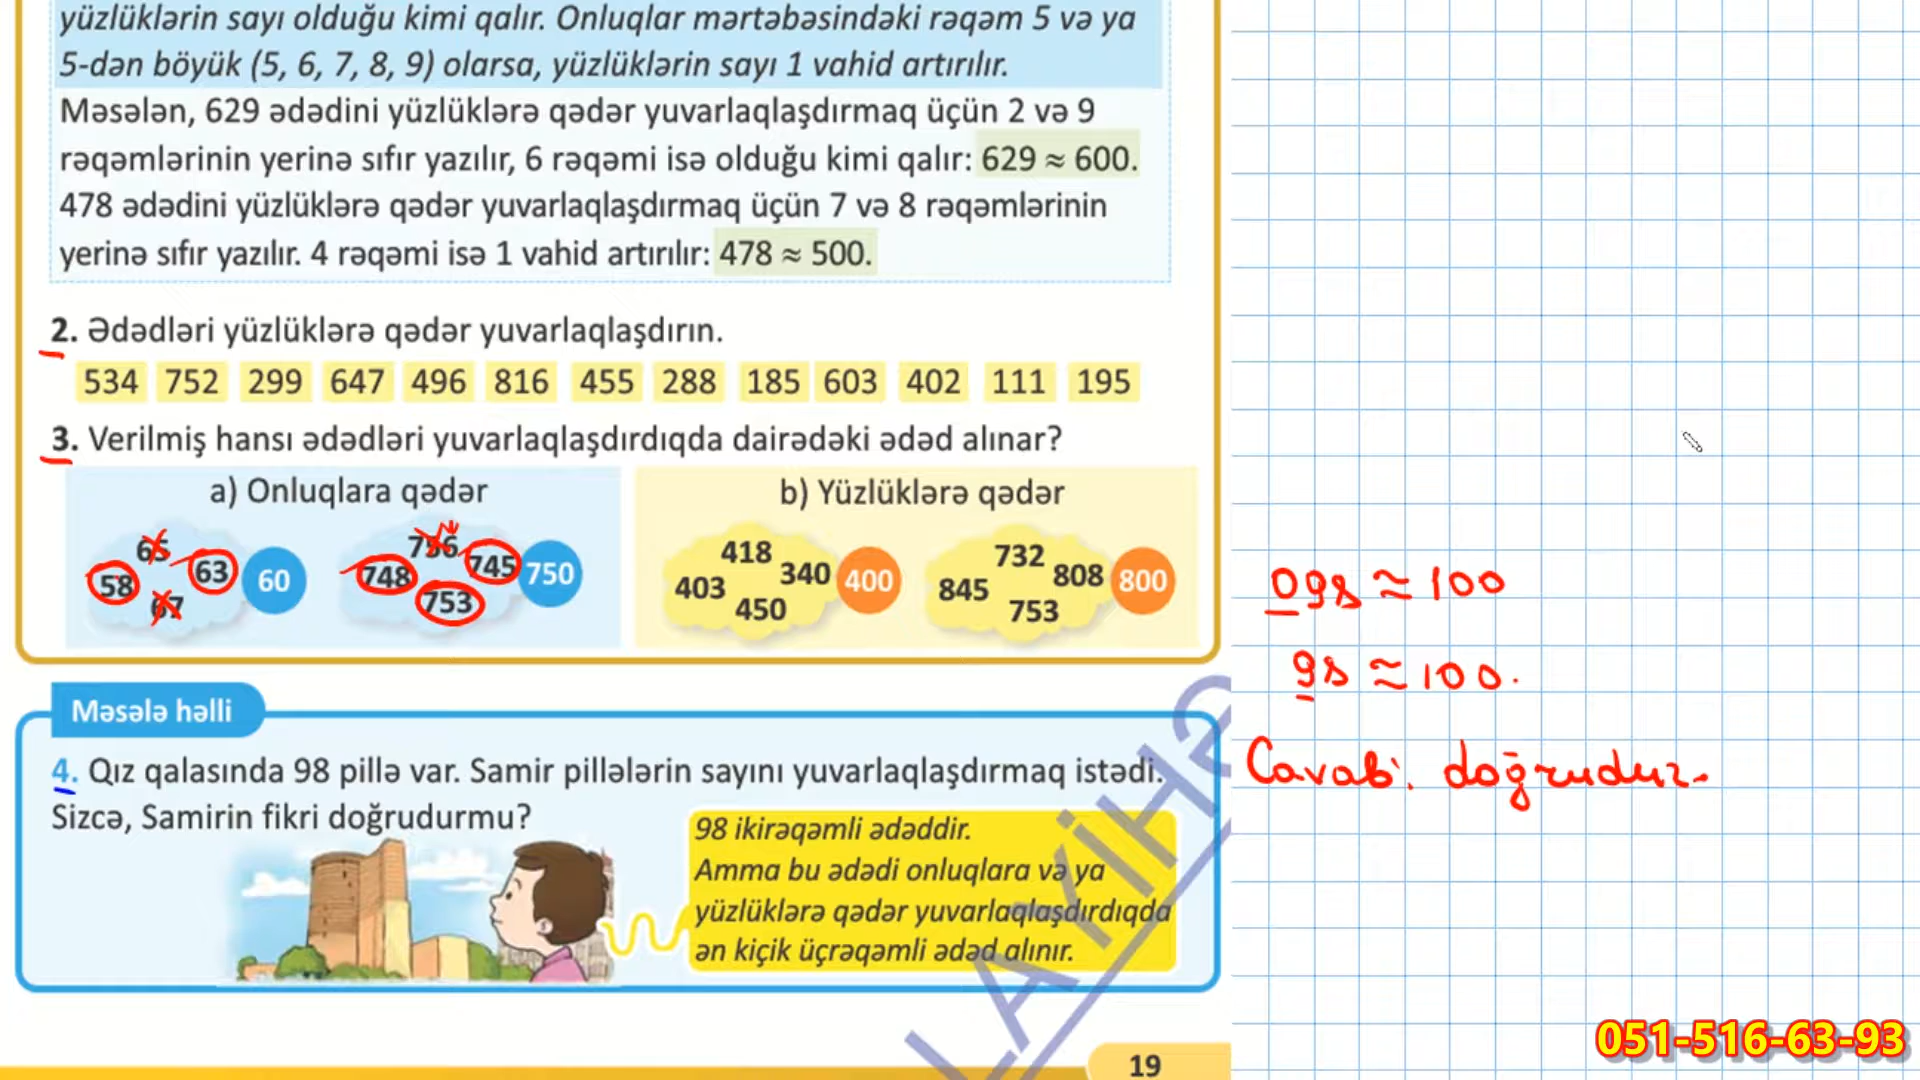 yüzlüklərin sayı olduğu kimi qalır. Onluqlar mərtəbəsindəki rəqəm 5 və ya
5-dən böyük (5, 6, 7, 8, 9) olarsa, yüzlüklərin sayı 1 vahid artırılır.
Məsələn, 629 ədədini yüzlüklərə qədər yuvarlaqlaşdırmaq üçün 2 və 9
rəqəmlərinin yerinə sıfır yazılır, 6 rəqəmi isə olduğu kimi qalır: 629 ≈ 600.
478 ədədini yüzlüklərə qədər yuvarlaqlaşdırmaq üçün 7 və 8 rəqəmlərinin
yerinə sıfır yazılır. 4 rəqəmi isə 1 vahid artırılır: 478 ≈ 500.
2. Ədədləri yüzlüklərə qədər yuvarlaqlaşdırın.
534 752 299 647 496 816 455 288 185 603 402 111 195
3. Verilmiş hansı ədədləri yuvarlaqlaşdırdıqda dairədəki ədəd alınar?
a) Onluqlara qədər
65
58 63 60
67
756
748 745 750
753
b) Yüzlüklərə qədər
418
403 340 400
450
732
845 808 800
753
Məsələ həlli
4. Qız qalasında 98 pillə var. Samir pillələrin sayını yuvarlaqlaşdırmaq istədi.
Sizcə, Samirin fikri doğrudurmu?
98 ikirəqəmli ədəddir.
Amma bu ədədi onluqlara və ya
yüzlüklərə qədər yuvarlaqlaşdırdıqda
ən kiçik üçrəqəmli ədəd alınır.
LAYİHƏ
19
098 ≈ 100
98 ≈ 100.
Cavab: doğrudur.
051-516-63-93